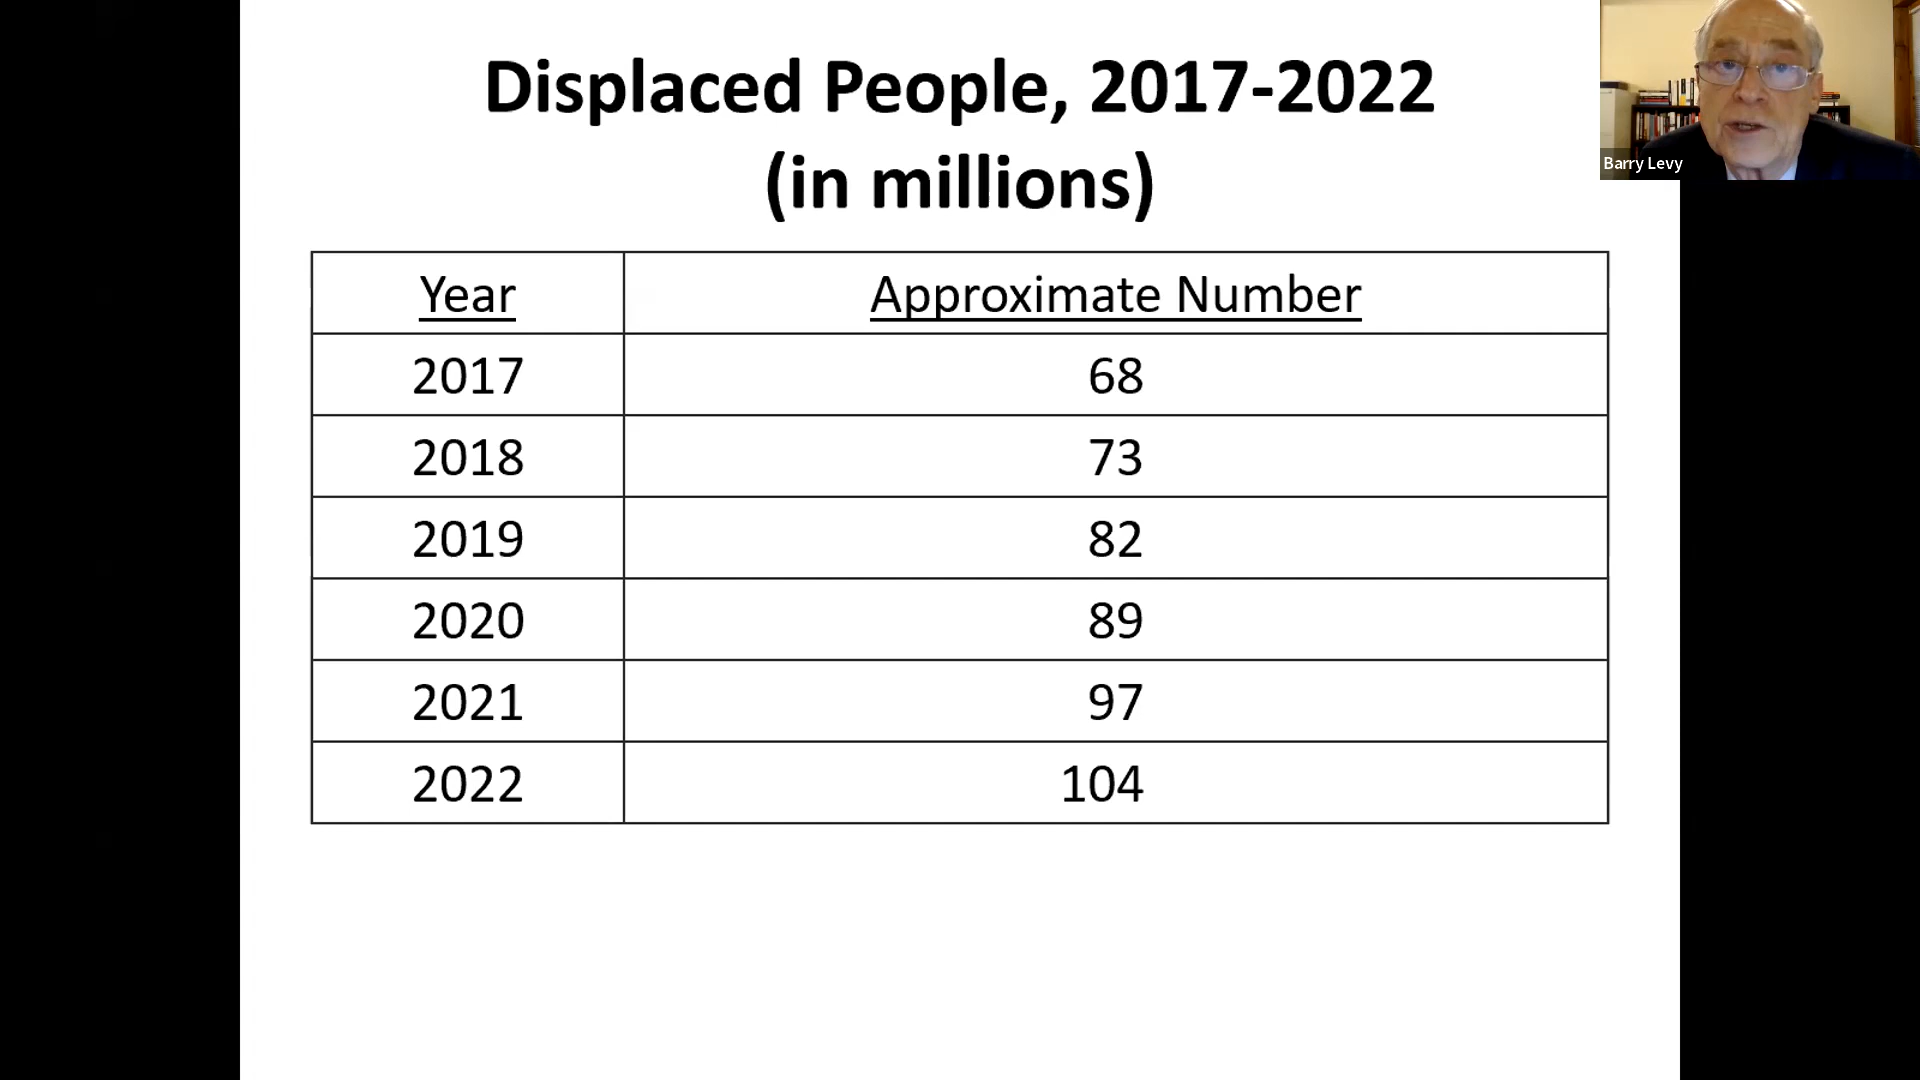 Displaced People, 2017-2022
(in millions)
Barry Levy
Year Approximate Number
2017 68
2018 73
2019 82
2020 89
2021 97
2022 104